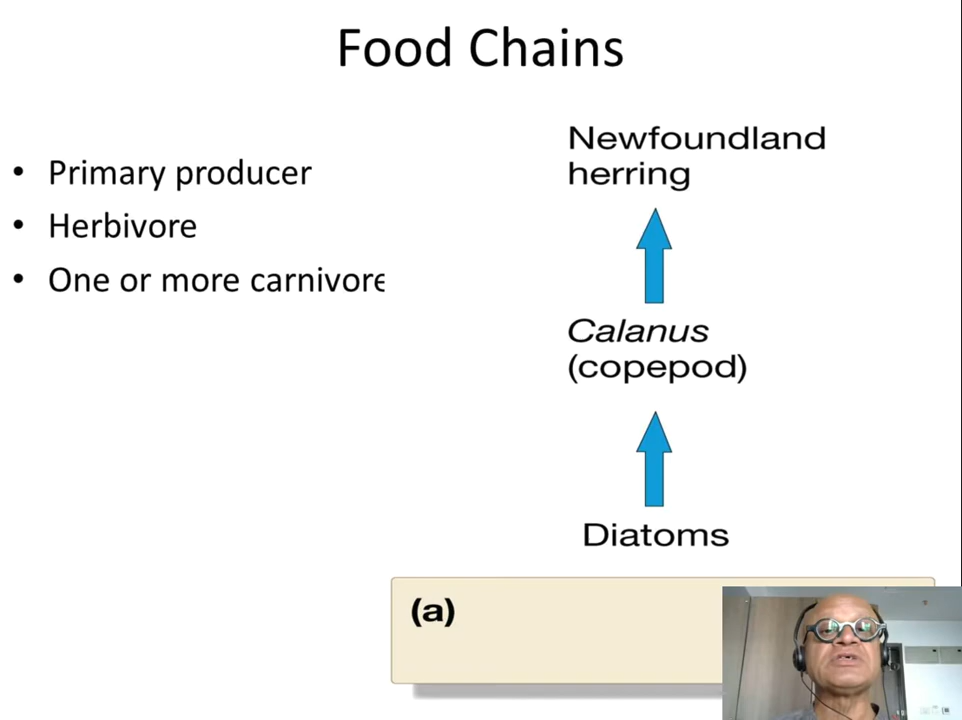 Food Chains
• Primary producer
• Herbivore
• One or more carnivore
Newfoundland
herring
Calanus
(copepod)
Diatoms
(a)